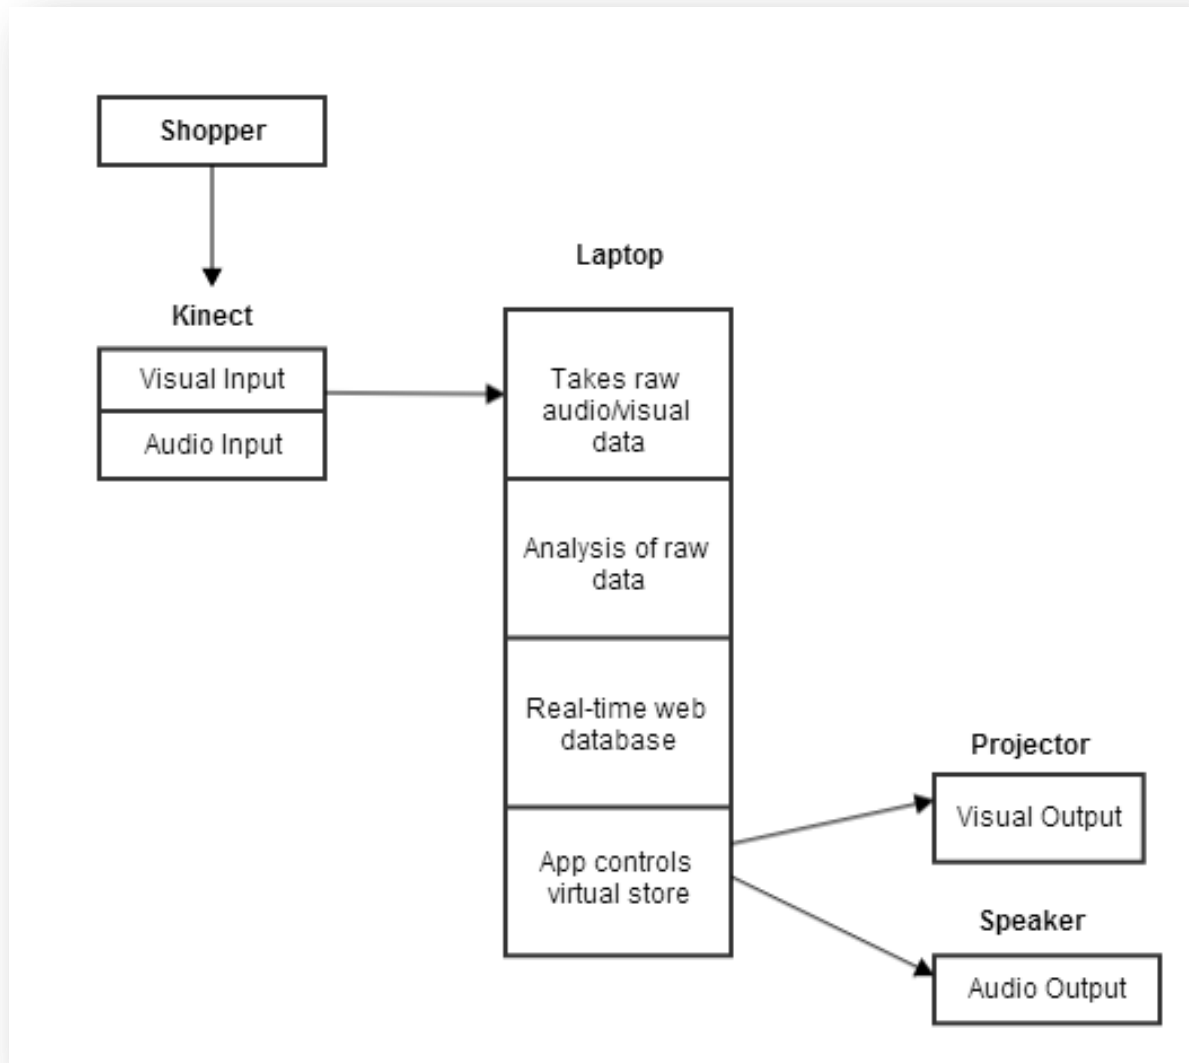 Shopper
Kinect
Visual Input
Audio Input
Laptop
Takes raw
audio/visual
data
Analysis of raw
data
Real-time web
database
App controls
virtual store
Projector
Visual Output
Speaker
Audio Output